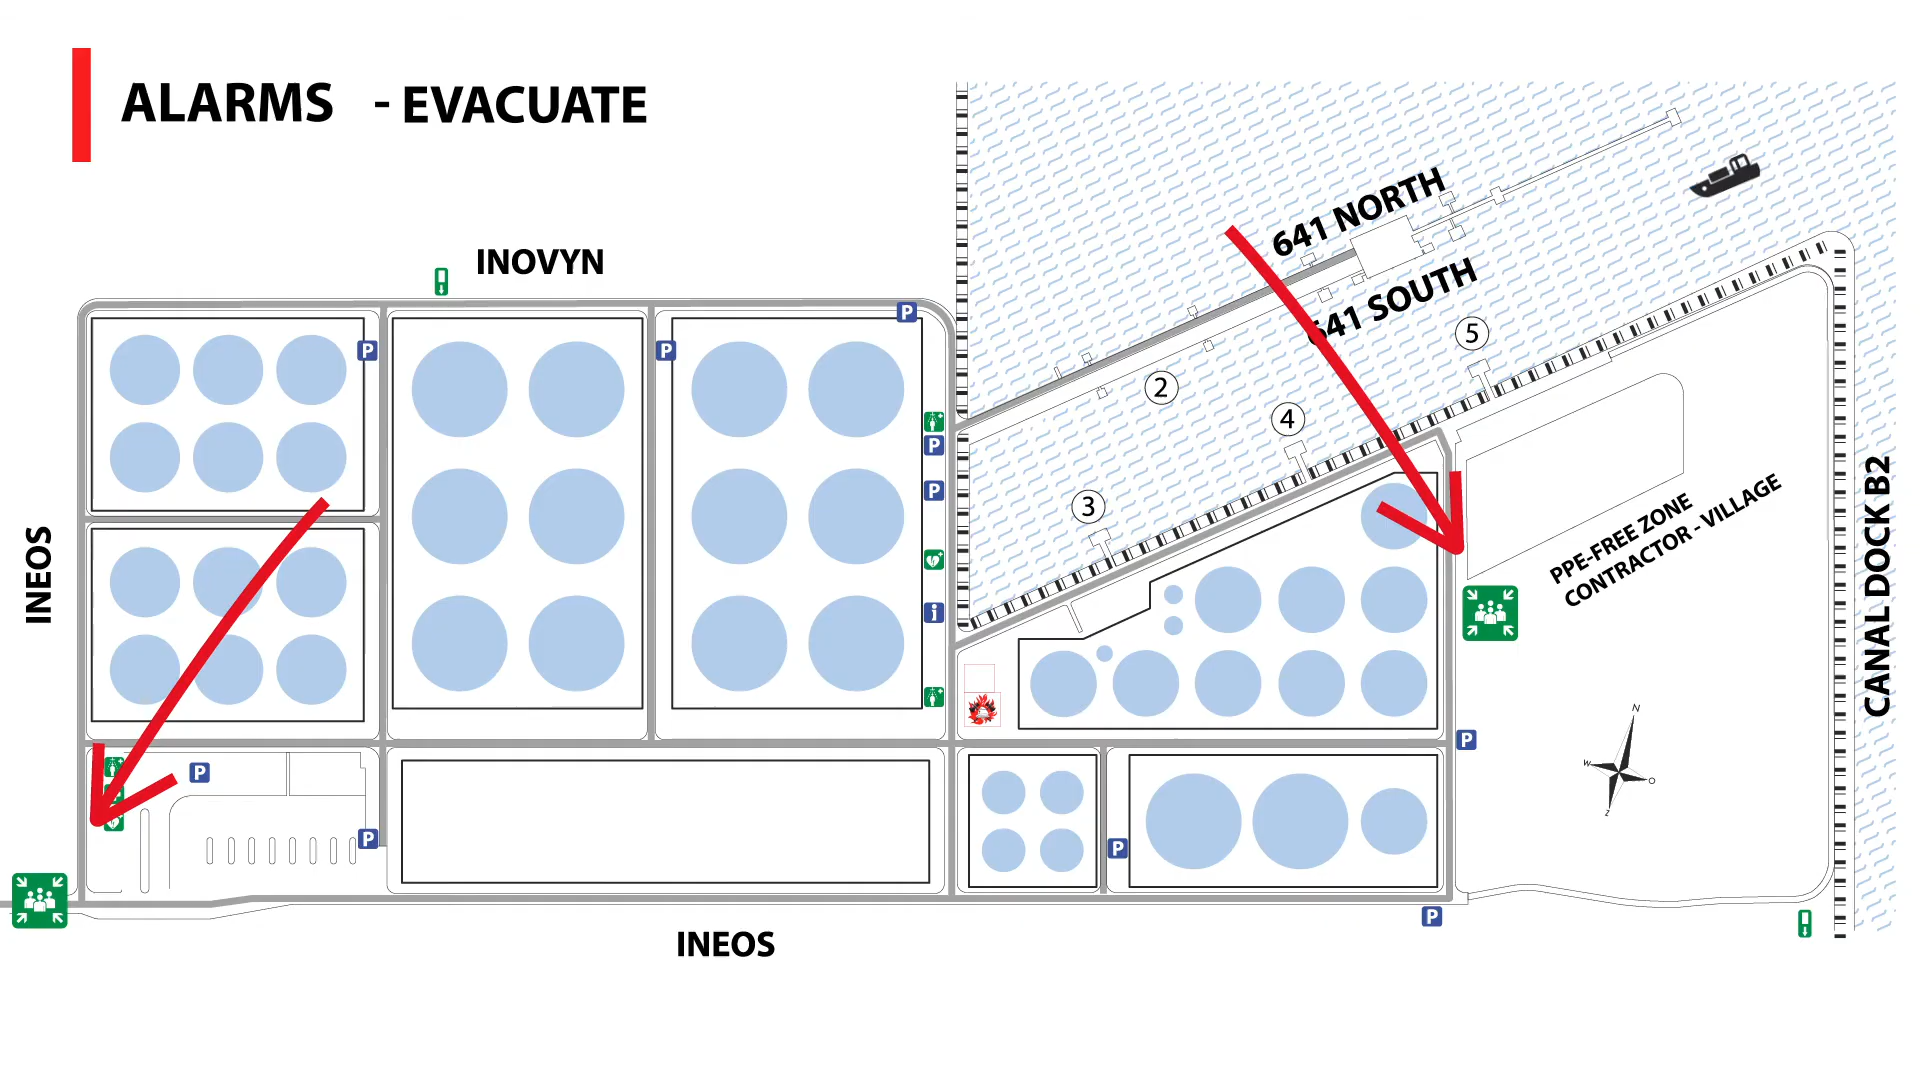 ALARMS - EVACUATE
641 NORTH
641 SOUTH
INOVYN
P
P
P
5
2
4
P
P
3
i
INEOS
PPE-FREE ZONE
CONTRACTOR - VILLAGE
CANAL DOCK B2
N
W
O
Z
P
P
P
P
P
INEOS